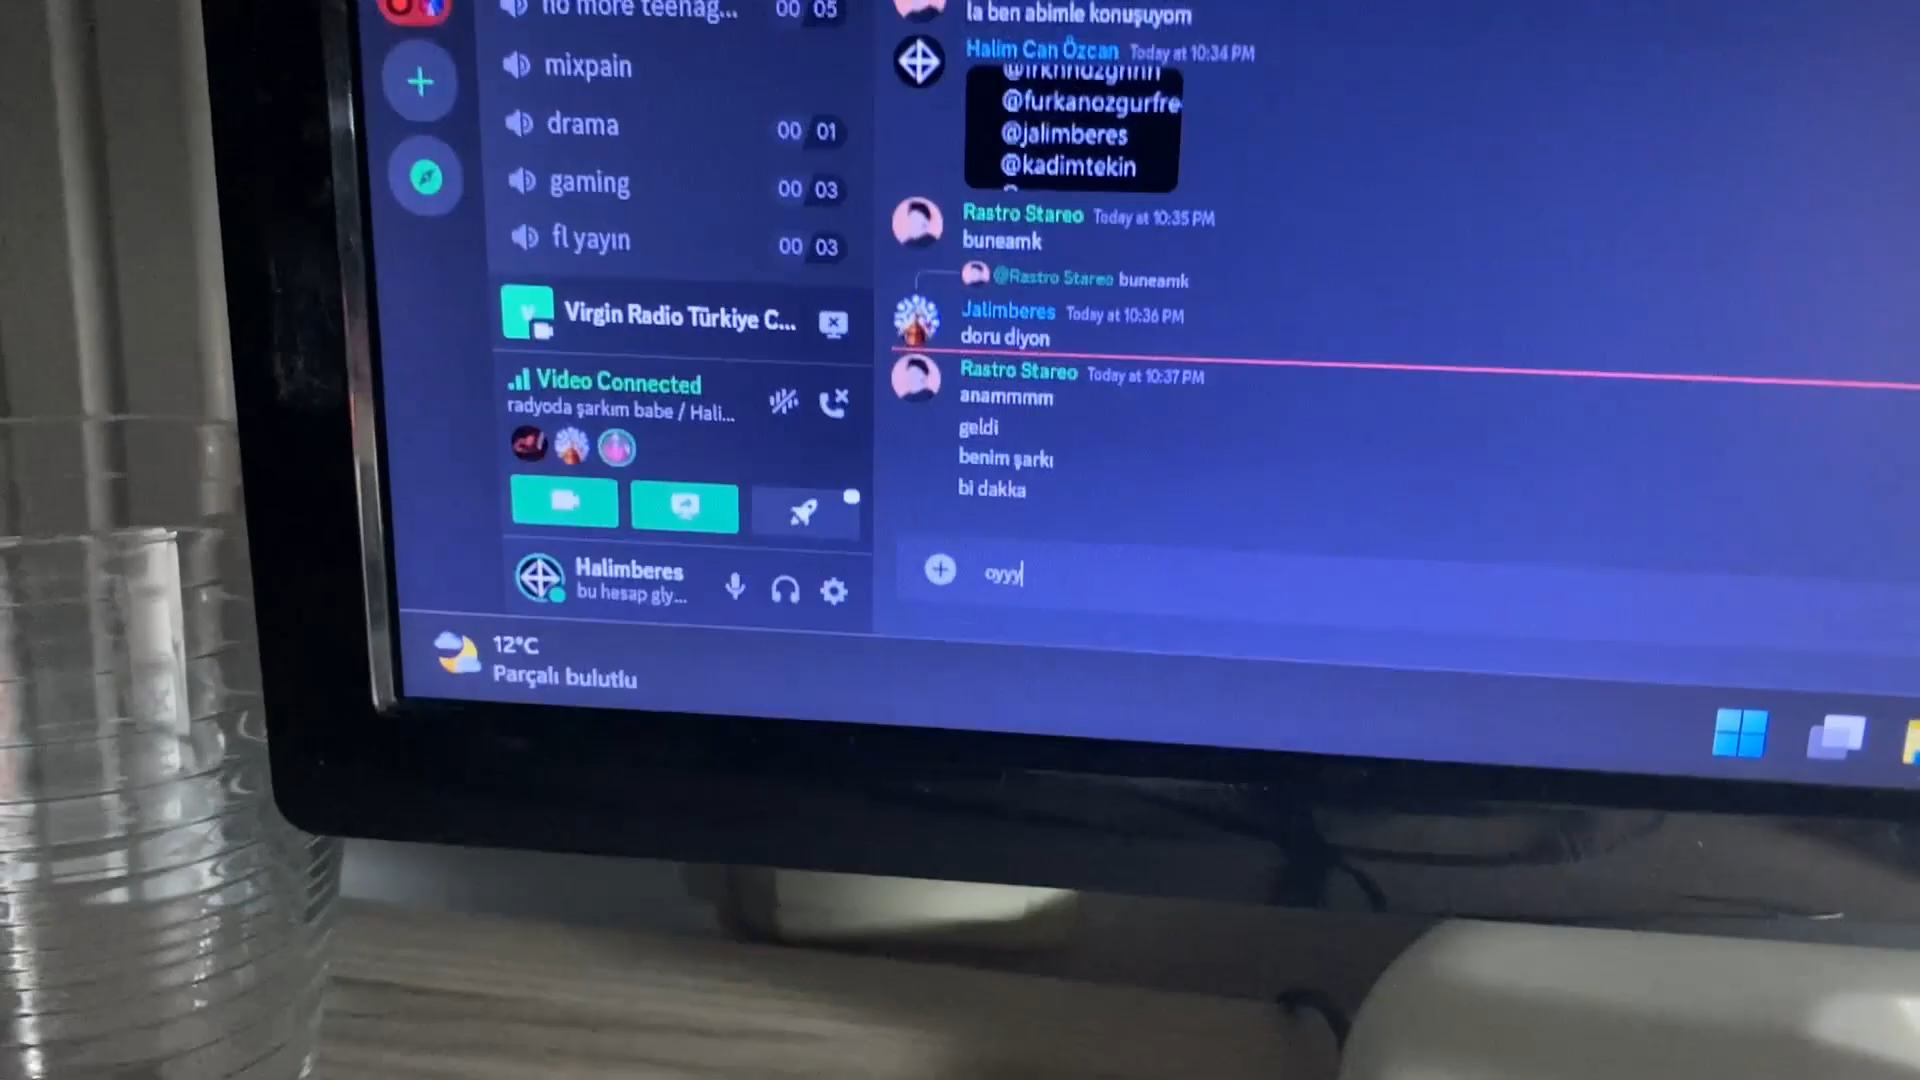 no more teenag... 00 05
mixpain
drama 00 01
gaming 00 03
fl yayın 00 03
Virgin Radio Türkiye C...
Video Connected
radyoda şarkım babe / Hali...
Halimberes
bu hesap gly...
12°C
Parçalı bulutlu
la ben abimle konuşuyom
Halim Can Özcan Today at 10:34 PM
@furkanozgurfre
@jalimberes
@kadimtekin
Rastro Stareo Today at 10:35 PM
buneamk
@Rastro Stareo buneamk
Jalimberes Today at 10:36 PM
doru diyon
Rastro Stareo Today at 10:37 PM
anammmm
geldi
benim şarkı
bi dakka
oyyy